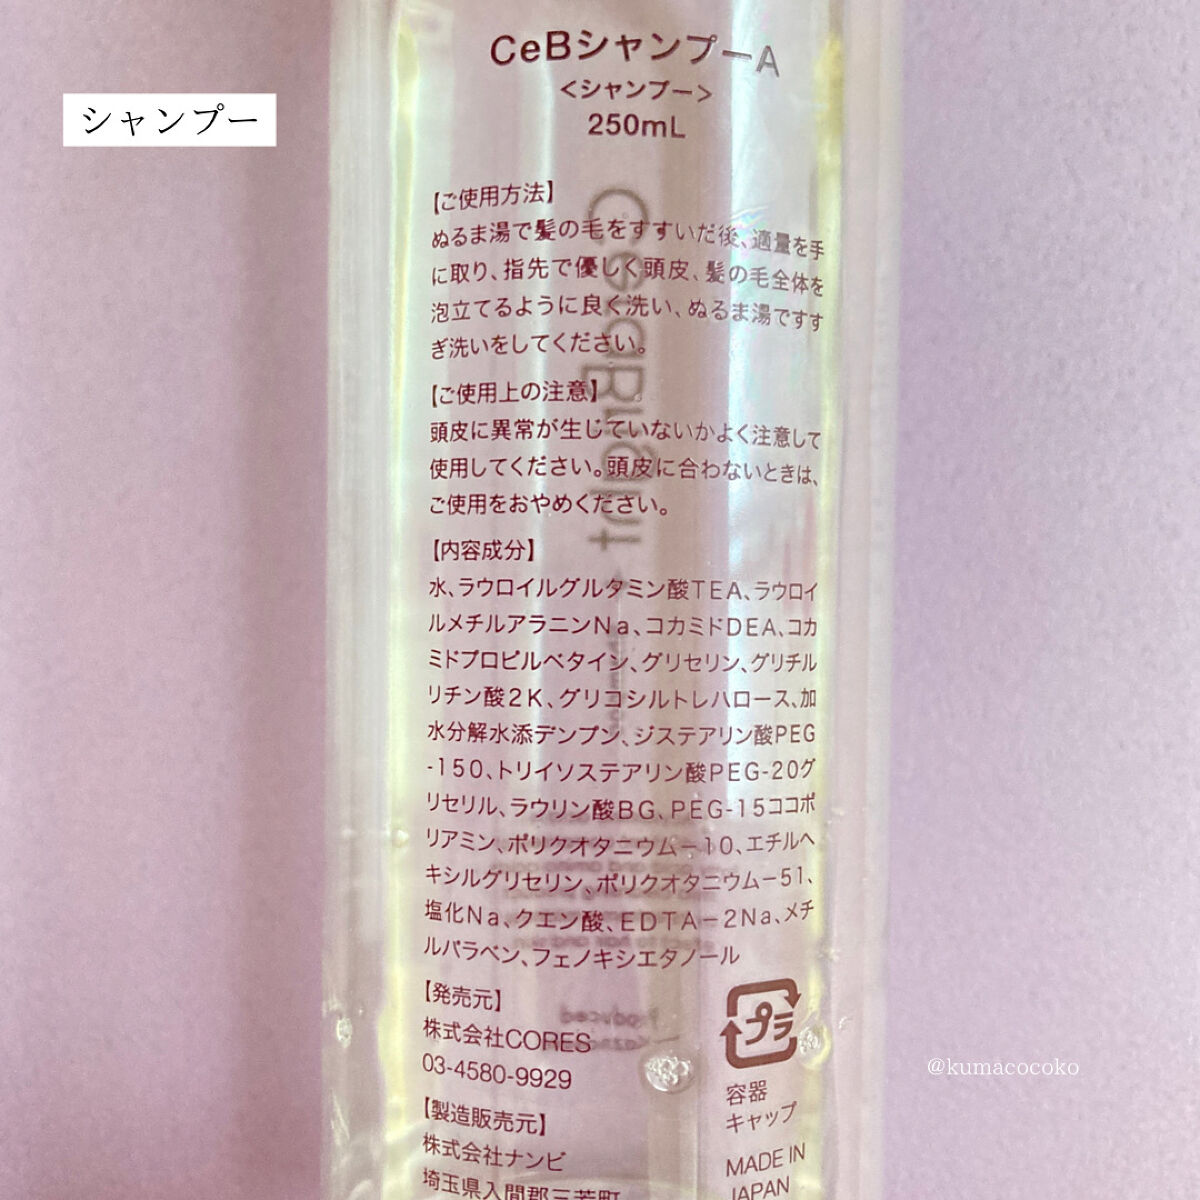 シャンプー
CeBシャンプーA
<シャンプー>
250mL
【ご使用方法】
ぬるま湯で髪の毛をすすいだ後、適量を手
に取り、指先で優しく頭皮、髪の毛全体を
泡立てるように良く洗い、ぬるま湯ですす
ぎ洗いをしてください。
【ご使用上の注意】
頭皮に異常が生じていないかよく注意して
使用してください。頭皮に合わないときは、
ご使用をおやめください。
【内容成分】
水、ラウロイルグルタミン酸TEA、ラウロイ
ルメチルアラニンNa、コカミドDEA、コカ
ミドプロピルベタイン、グリセリン、グリチル
リチン酸2K、グリコシルトレハロース、加
水分解水添デンプン、ジステアリン酸PEG
-150、トリイソステアリン酸PEG-20グ
リセリル、ラウリン酸BG、PEG-15ココポ
リアミン、ポリクオタニウム-10、エチルヘ
キシルグリセリン、ポリクオタニウム-51、
塩化Na、クエン酸、EDTA-2Na、メチ
ルパラベン、フェノキシエタノール
【発売元】
株式会社CORES
03-4580-9929
【製造販売元】
株式会社ナンビ
埼玉県入間郡三芳町
プラ
容器
キャップ
MADE IN
JAPAN
@kumacocoko